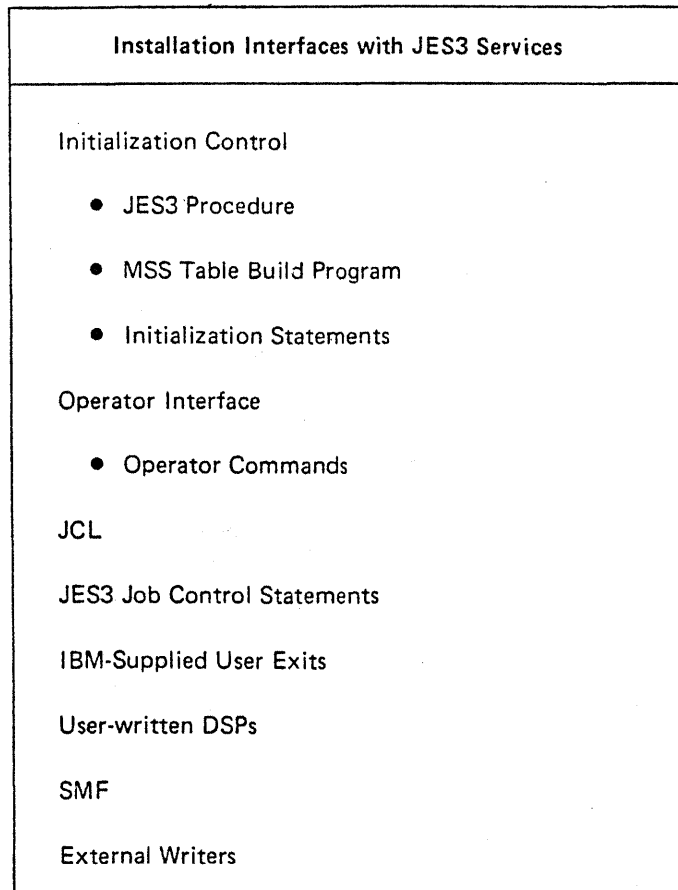 Installation Interfaces with JES3 Services
Initialization Control
• JES3 Procedure
• MSS Table Build Program
• Initialization Statements
Operator Interface
• Operator Commands
JCL
JES3 Job Control Statements
IBM-Supplied User Exits
User-written DSPs
SMF
External Writers